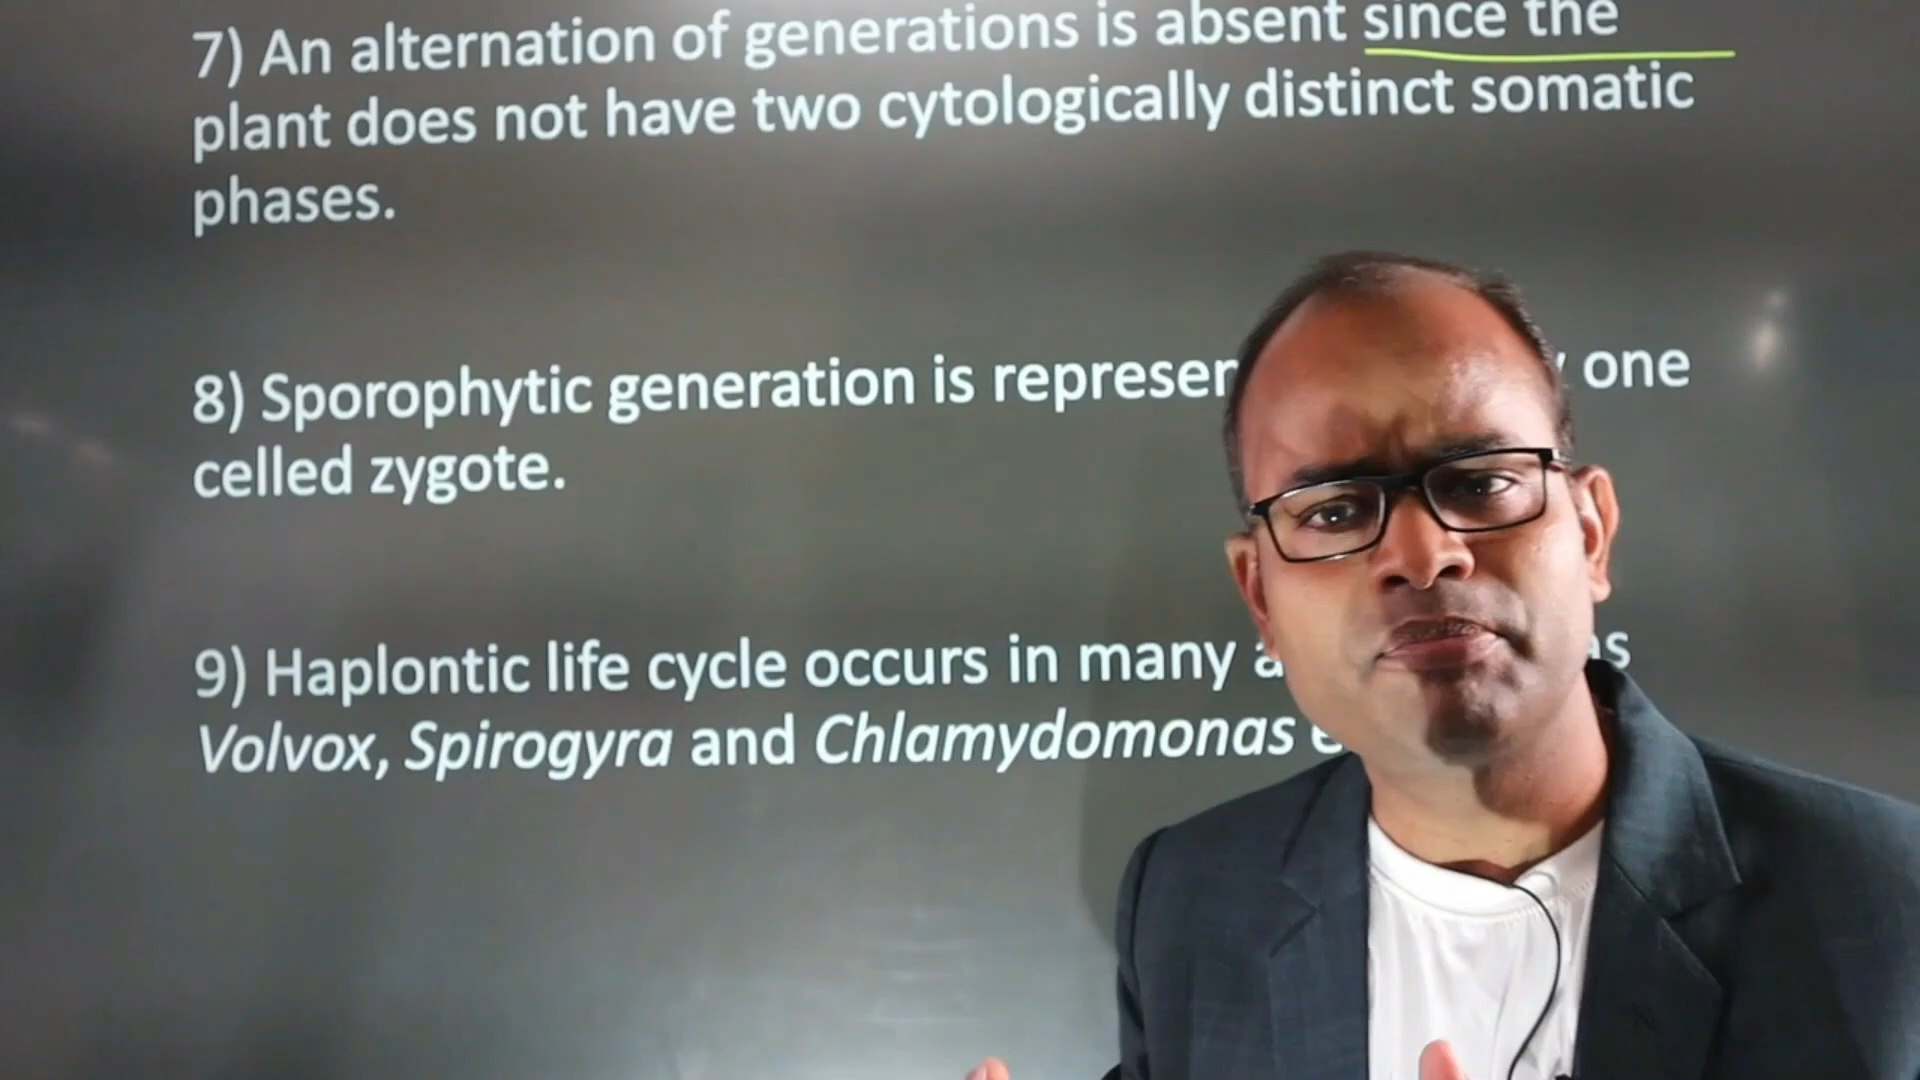 7) An alternation of generations is absent since the
plant does not have two cytologically distinct somatic
phases.
8) Sporophytic generation is one
celled zygote.
9) Haplontic life cycle occurs in many
Volvox, Spirogyra and Chlamydomonas